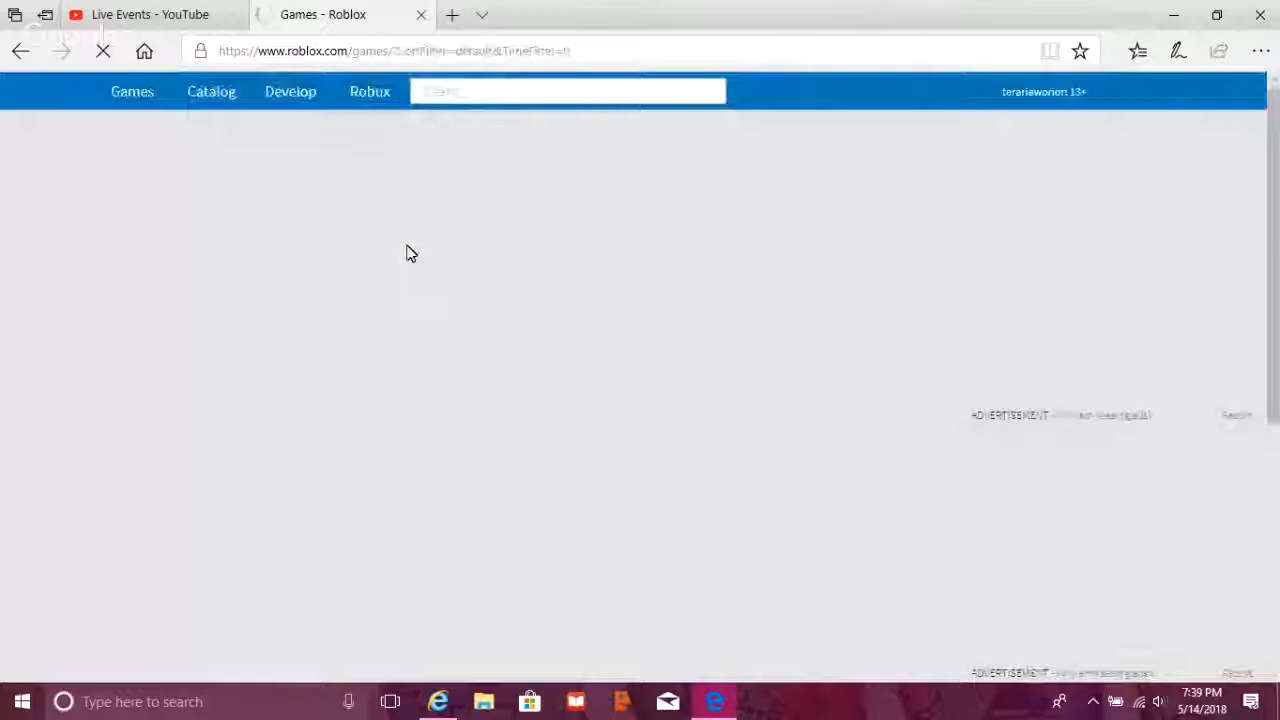 Live Events - YouTube
Games - Roblox
https://www.roblox.com/games/
Games
Catalog
Develop
Robux
13+
ADVERTISEMENT
Report
ADVERTISEMENT
Report
Type here to search
7:39 PM
5/14/2018